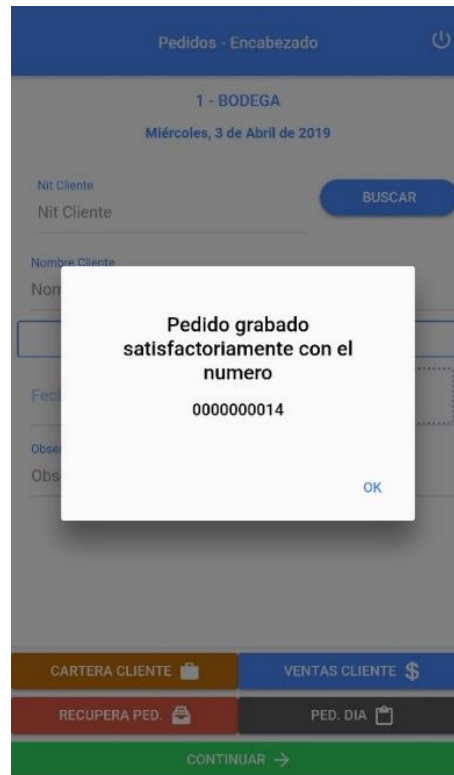 Pedidos - Encabezado
1 - BODEGA
Miércoles, 3 de Abril de 2019
Nit Cliente
Nit Cliente
BUSCAR
Nombre Cliente
Pedido grabado
satisfactoriamente con el
numero
0000000014
OK
CARTERA CLIENTE
VENTAS CLIENTE $
RECUPERA PED.
PED. DIA
CONTINUAR →